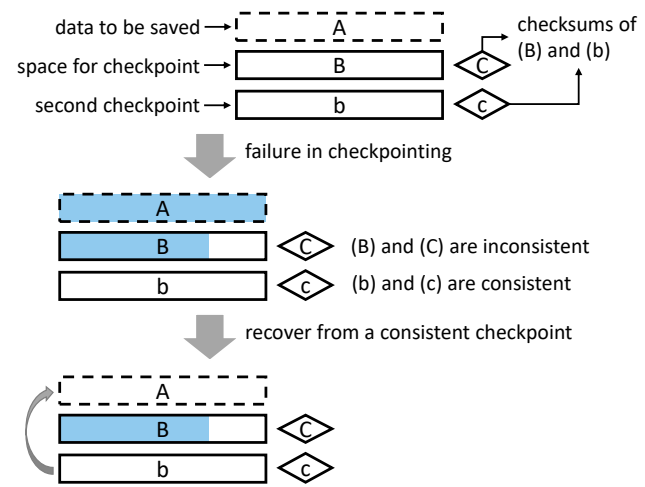 data to be saved A checksums of
(B) and (b)
space for checkpoint B C
second checkpoint b c
failure in checkpointing
A
B C (B) and (C) are inconsistent
b c (b) and (c) are consistent
recover from a consistent checkpoint
A
B C
b c